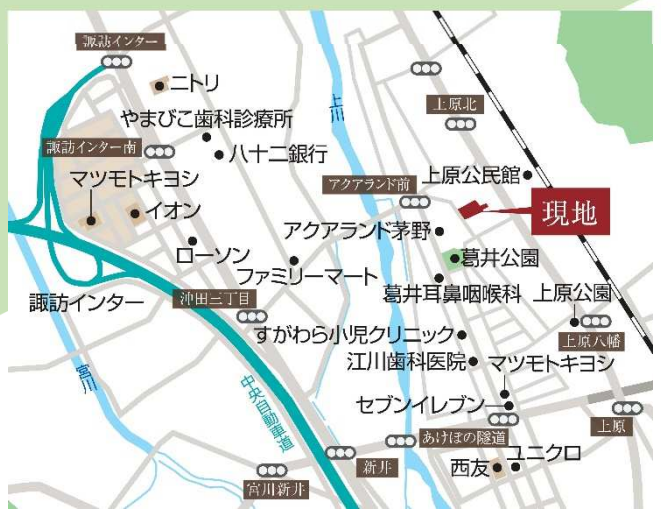 諏訪インター
ニトリ
やまびこ歯科診療所
諏訪インター南
八十二銀行
マツモトキヨシ
イオン
ローソン
ファミリーマート
諏訪インター
沖田三丁目
宮川
中央自動車道
上川
上原北
上原公民館
アクアランド前
現地
アクアランド茅野
葛井公園
葛井耳鼻咽喉科
上原公園
上原八幡
すがわら小児クリニック
江川歯科医院
マツモトキヨシ
セブンイレブン
あけぼの隧道
上原
新井
宮川新井
西友
ユニクロ